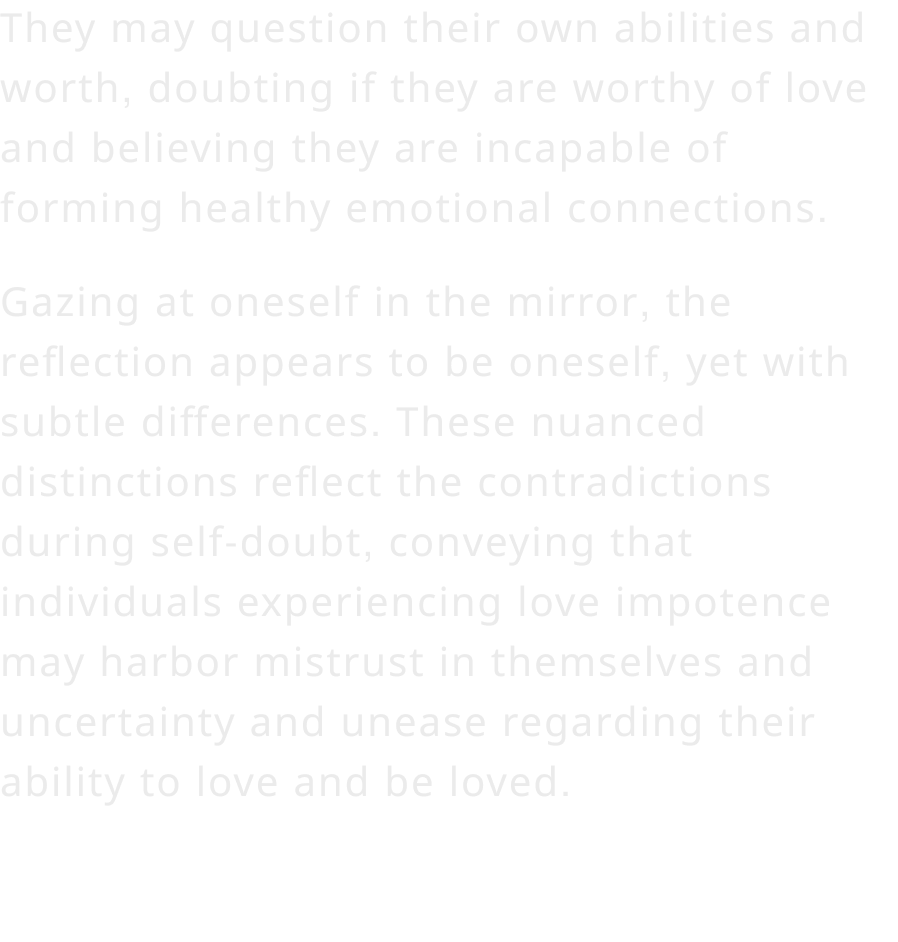 They may question their own abilities and
worth, doubting if they are worthy of love
and believing they are incapable of
forming healthy emotional connections.
Gazing at oneself in the mirror, the
reflection appears to be oneself, yet with
subtle differences. These nuanced
distinctions reflect the contradictions
during self-doubt, conveying that
individuals experiencing love impotence
may harbor mistrust in themselves and
uncertainty and unease regarding their
ability to love and be loved.